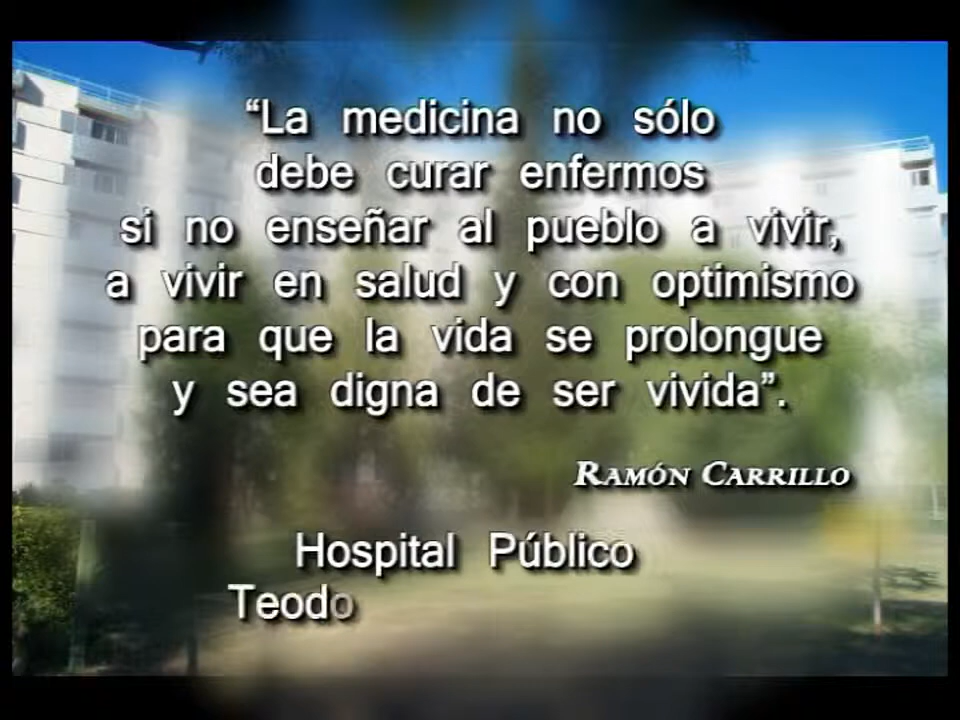 “La medicina no sólo
debe curar enfermos
si no enseñar al pueblo a vivir,
a vivir en salud y con optimismo
para que la vida se prolongue
y sea digna de ser vivida”.
RAMÓN CARRILLO
Hospital Público
Teodo